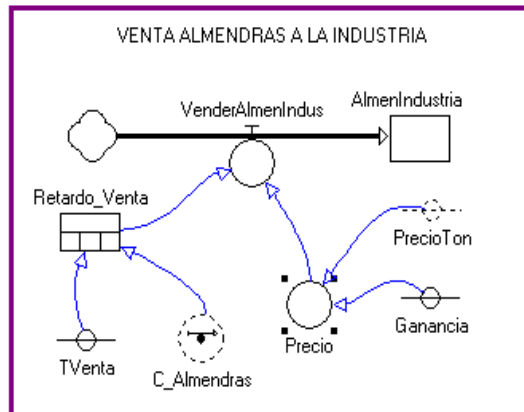 VENTA ALMENDRAS A LA INDUSTRIA
VenderAlmenIndus
AlmenIndustria
Retardo_Venta
PrecioTon
Precio
Ganancia
TVenta
C_Almendras